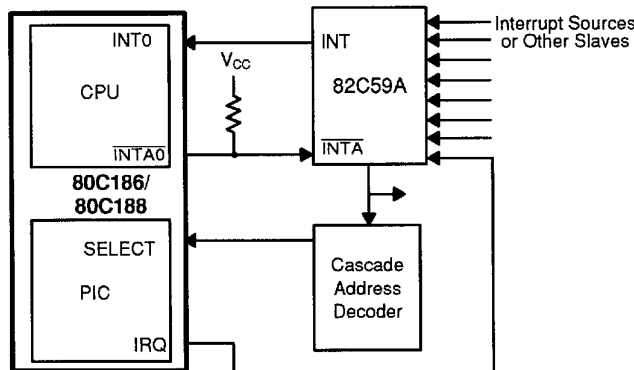 INT0
INT
Interrupt Sources
or Other Slaves
VCC
CPU
82C59A
INTA0
INTA
80C186/
80C188
SELECT
Cascade
Address
Decoder
PIC
IRQ